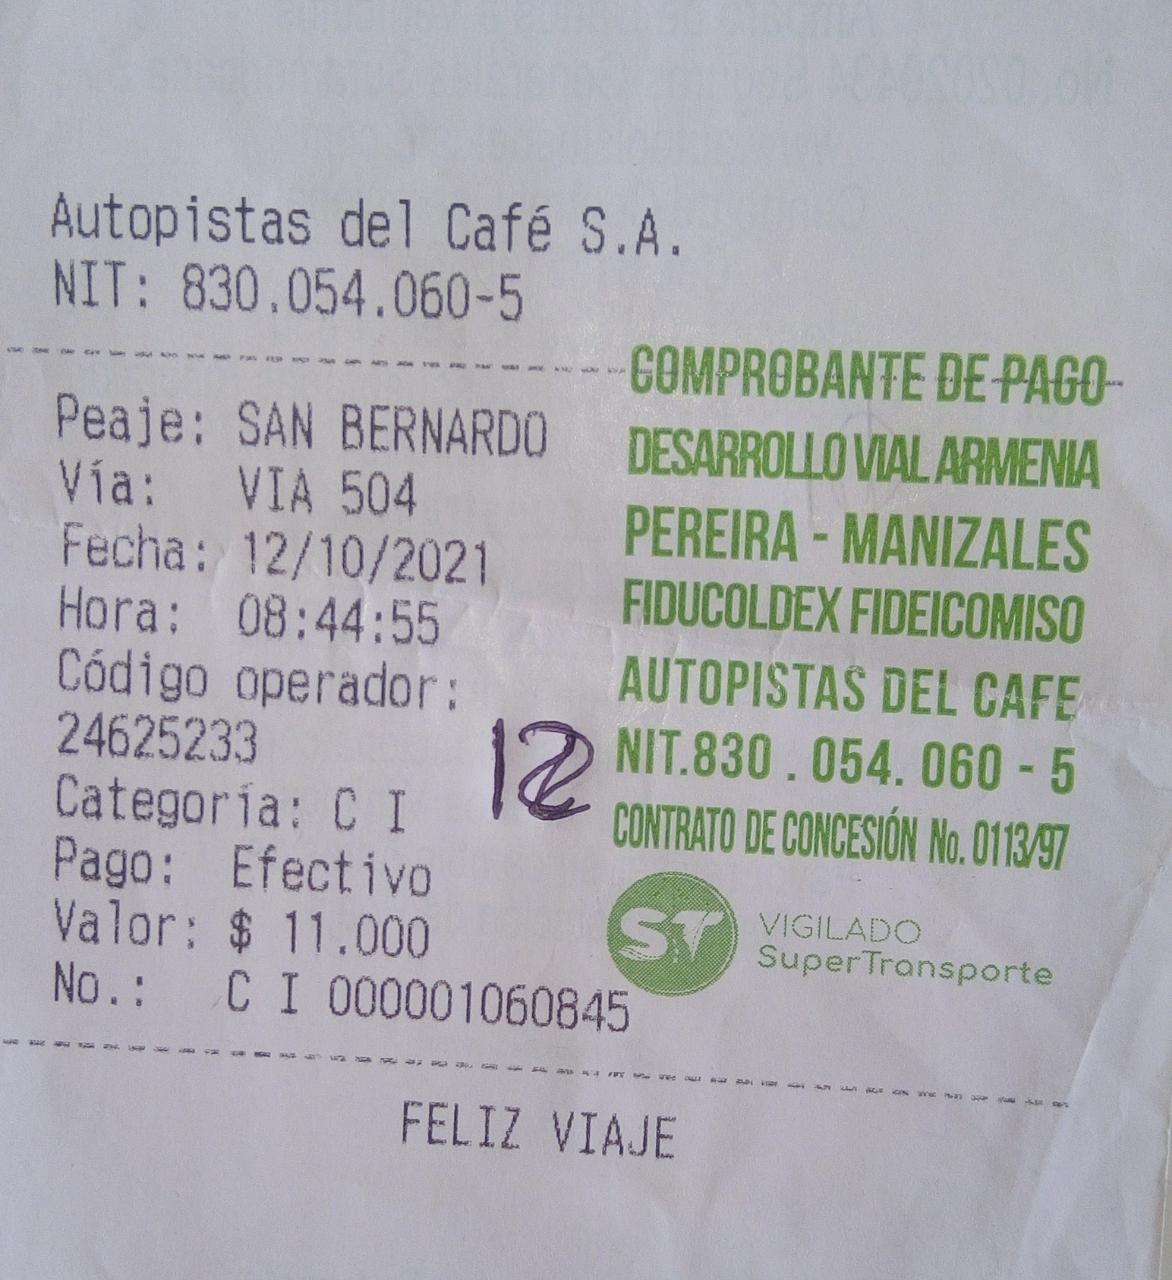 Autopistas del Café S.A.
NIT: 830.054.060-5
Peaje: SAN BERNARDO
Vía: VIA 504
Fecha: 12/10/2021
Hora: 08:44:55
Código operador:
24625233
Categoría: C I
Pago: Efectivo
Valor: $ 11.000
No.: C I 000001060845
12
COMPROBANTE DE PAGO
DESARROLLO VIAL ARMENIA
PEREIRA - MANIZALES
FIDUCOLDEX FIDEICOMISO
AUTOPISTAS DEL CAFE
NIT.830 . 054. 060 - 5
CONTRATO DE CONCESIÓN No. 0113/97
ST
VIGILADO
SuperTransporte
FELIZ VIAJE